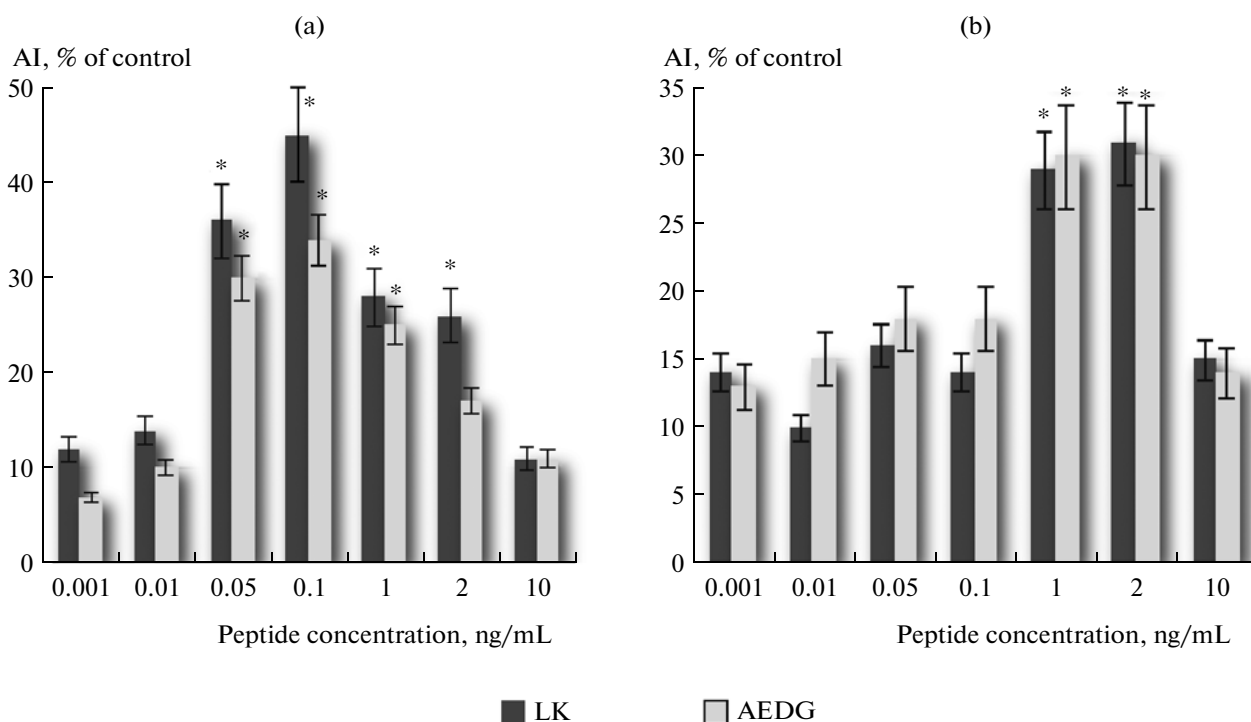 (a)
AI, % of control
50
40
30
20
10
0
* * * * * * *
0.001 0.01 0.05 0.1 1 2 10
Peptide concentration, ng/mL
(b)
AI, % of control
35
30
25
20
15
10
5
0
* * * *
0.001 0.01 0.05 0.1 1 2 10
Peptide concentration, ng/mL
LK AEDG